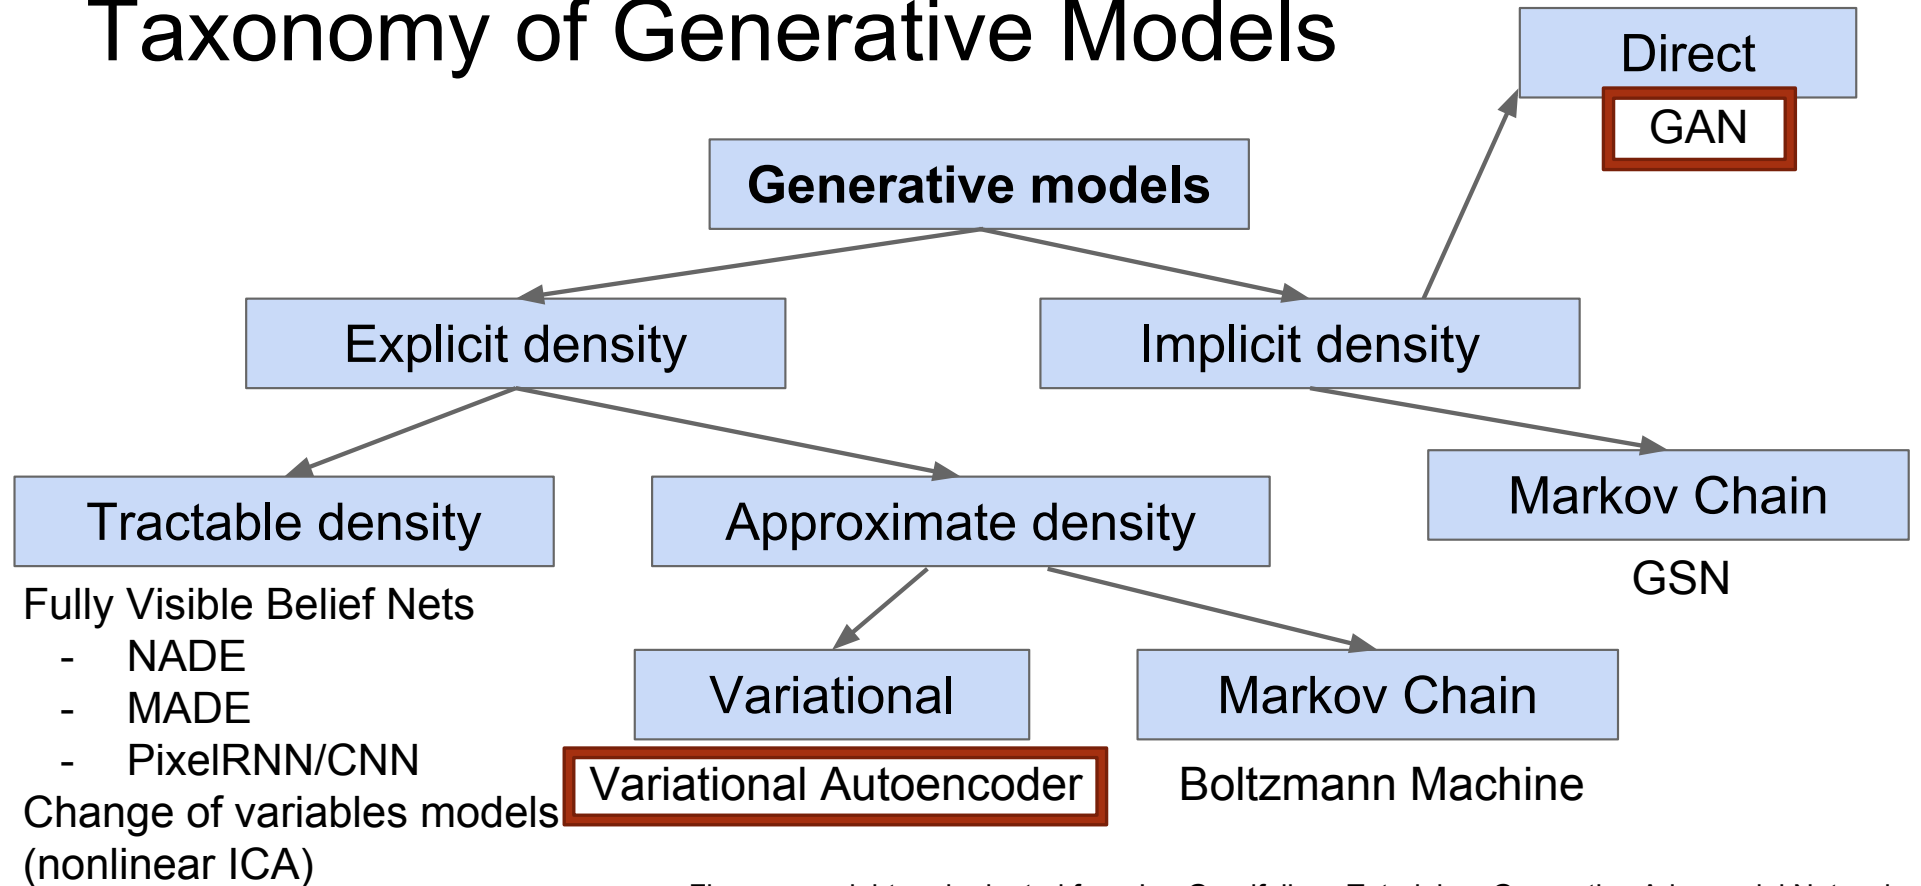 Taxonomy of Generative Models
Direct
GAN
Generative models
Explicit density
Implicit density
Tractable density
Approximate density
Markov Chain
GSN
Fully Visible Belief Nets
- NADE
- MADE
- PixelRNN/CNN
Change of variables models
(nonlinear ICA)
Variational
Markov Chain
Variational Autoencoder
Boltzmann Machine